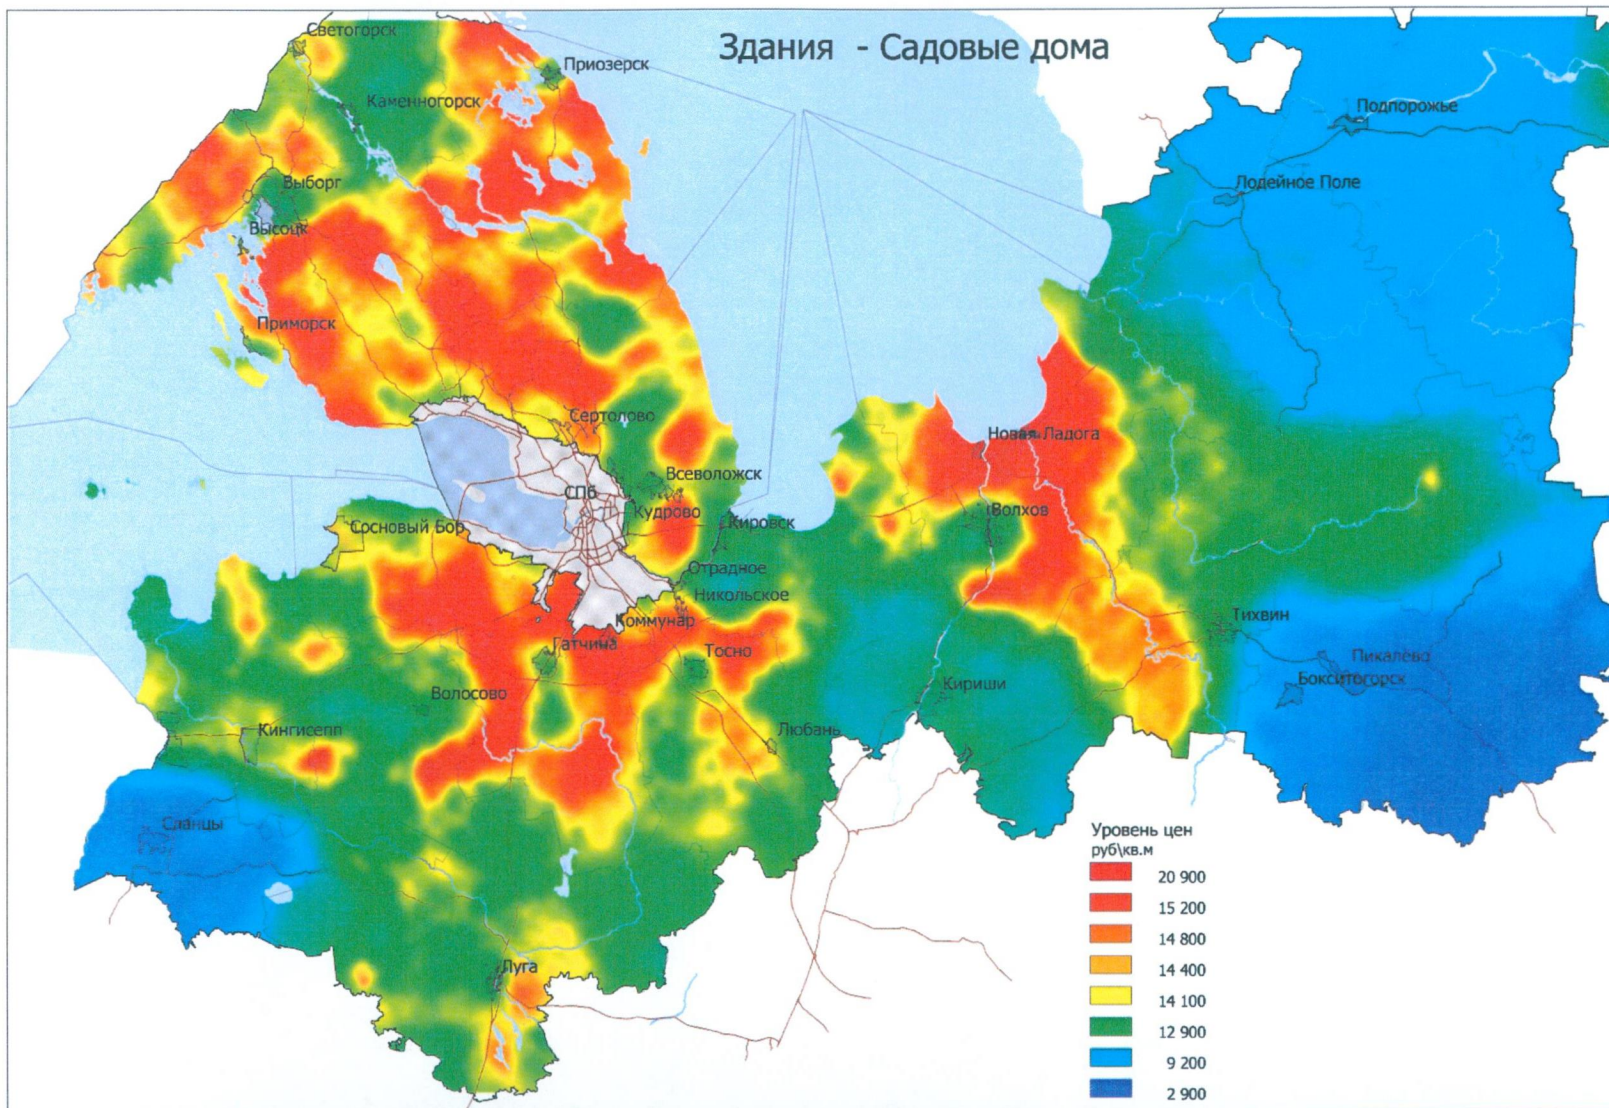 Здания - Садовые дома
Светогорск
Приозерск
Каменногорск
Подпорожье
Выборг
Лодейное Поле
Высоцк
Приморск
Сертолово
Новая Ладога
Всеволожск
СПб
Кудрово
Волхов
Кировск
Сосновый Бор
Отрадное
Никольское
Тихвин
Коммунар
Гатчина
Тосно
Пикалево
Бокситогорск
Волосово
Кириши
Кингисепп
Любань
Сланцы
Луга
Уровень цен
руб\кв.м
20 900
15 200
14 800
14 400
14 100
12 900
9 200
2 900